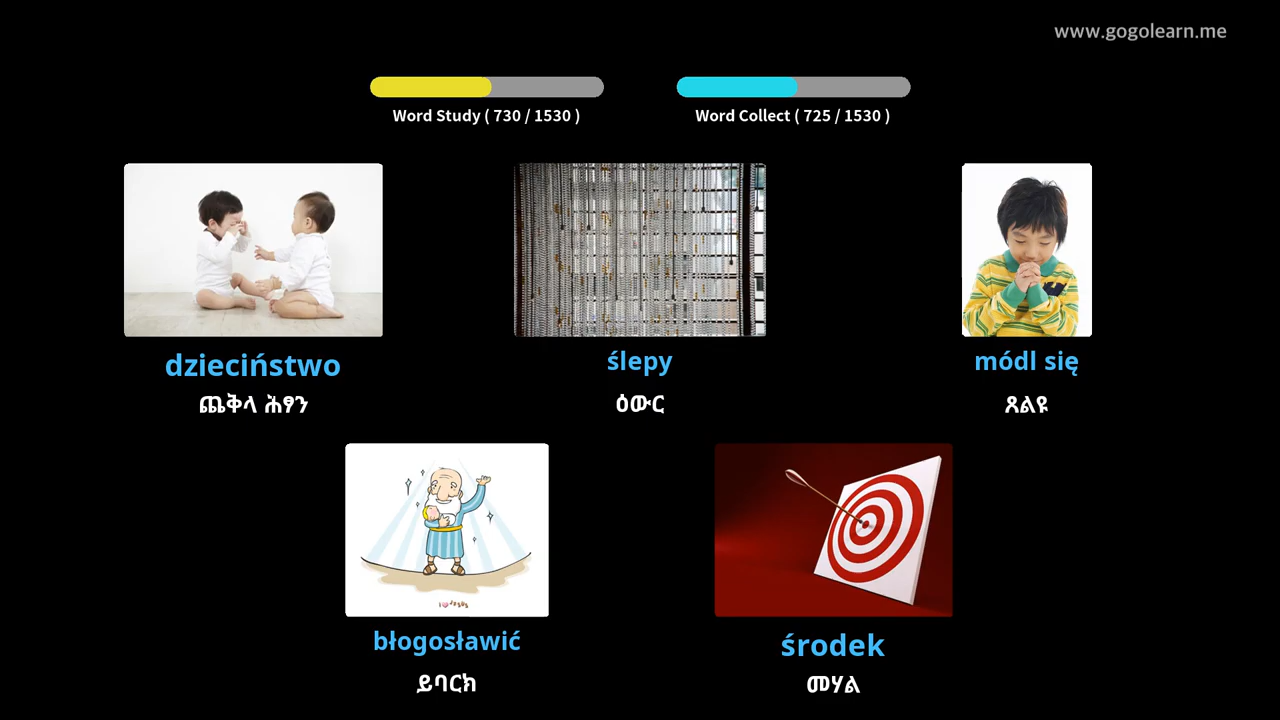 www.gogolearn.me
Word Study ( 730 / 1530 )
Word Collect ( 725 / 1530 )
dzieciństwo
ślepy
módl się
ጨቅላ ሕፃን
ዕውር
ጸልዩ
błogosławić
środek
ይባርክ
መሃል